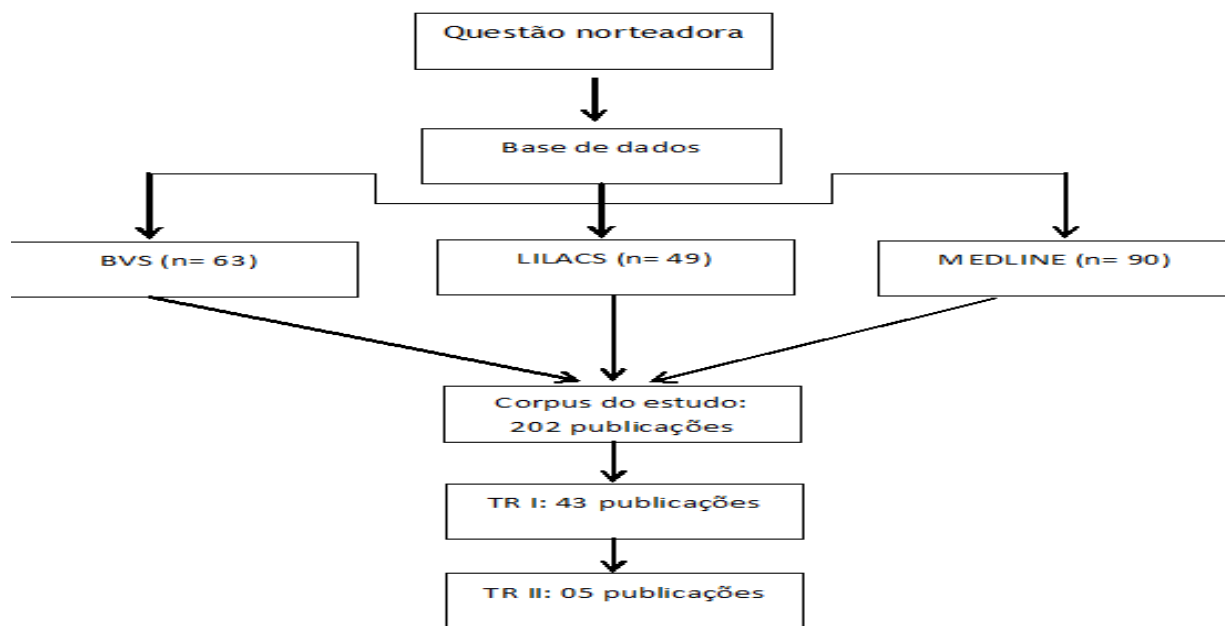 Questão norteadora
Base de dados
BVS (n= 63)
LILACS (n= 49)
MEDLINE (n= 90)
Corpus do estudo:
202 publicações
TR I: 43 publicações
TR II: 05 publicações